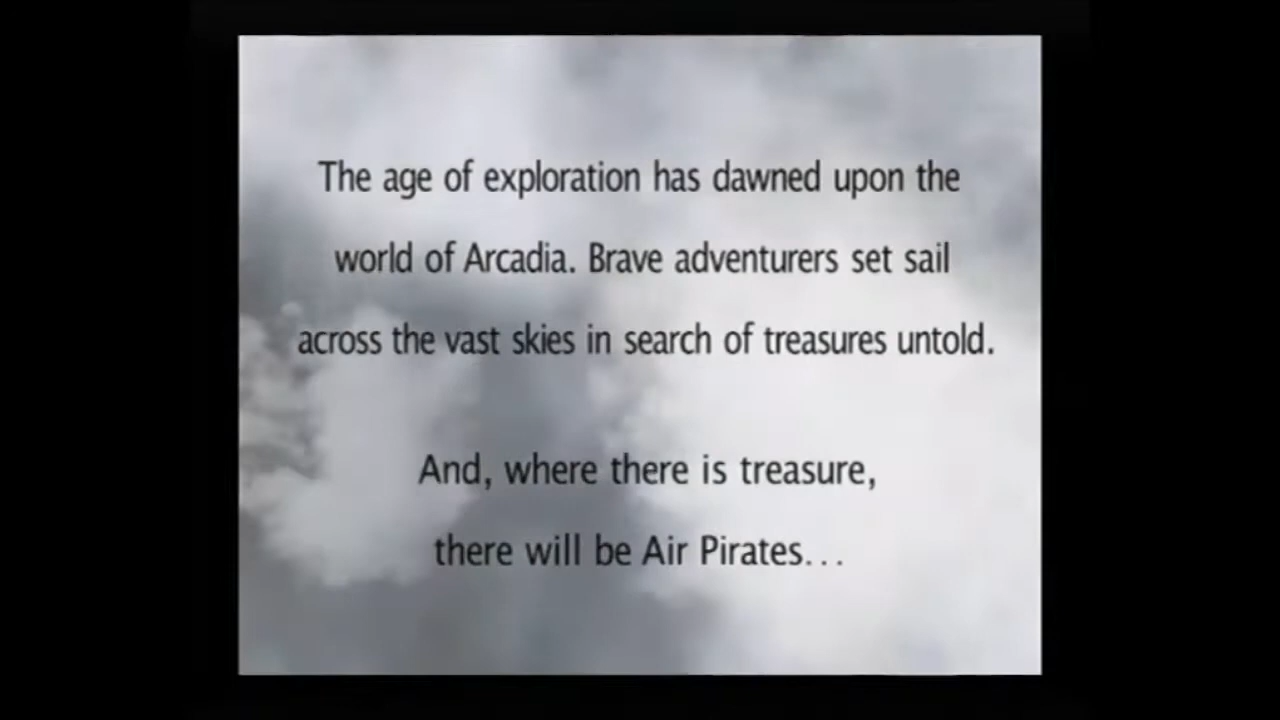 The age of exploration has dawned upon the
world of Arcadia. Brave adventurers set sail
across the vast skies in search of treasures untold.
And, where there is treasure,
there will be Air Pirates...